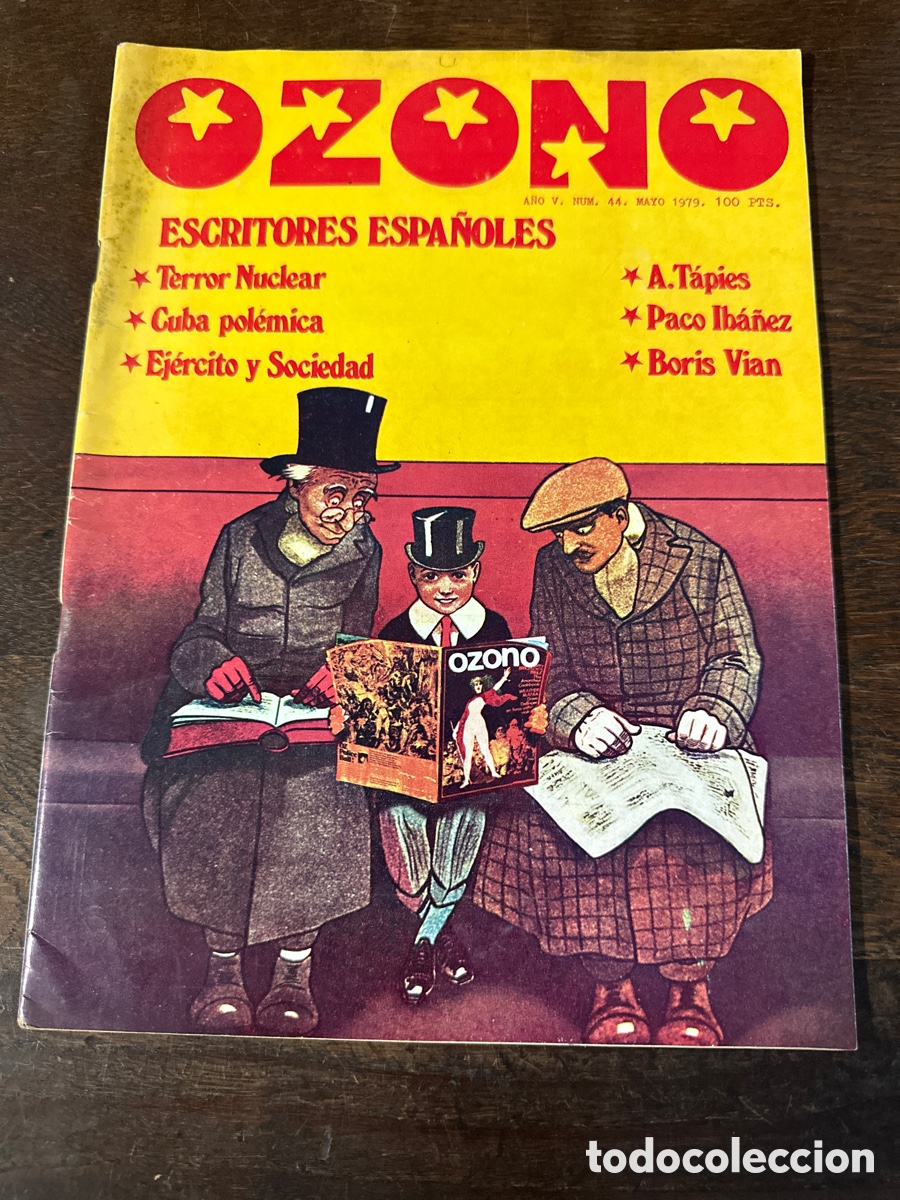 OZONO
AÑO V. NUM. 44. MAYO 1979. 100 PTS.
ESCRITORES ESPAÑOLES
★ Terror Nuclear
★ Cuba polémica
★ Ejército y Sociedad
★ A. Tápies
★ Paco Ibáñez
★ Boris Vian
ozono
todocoleccion